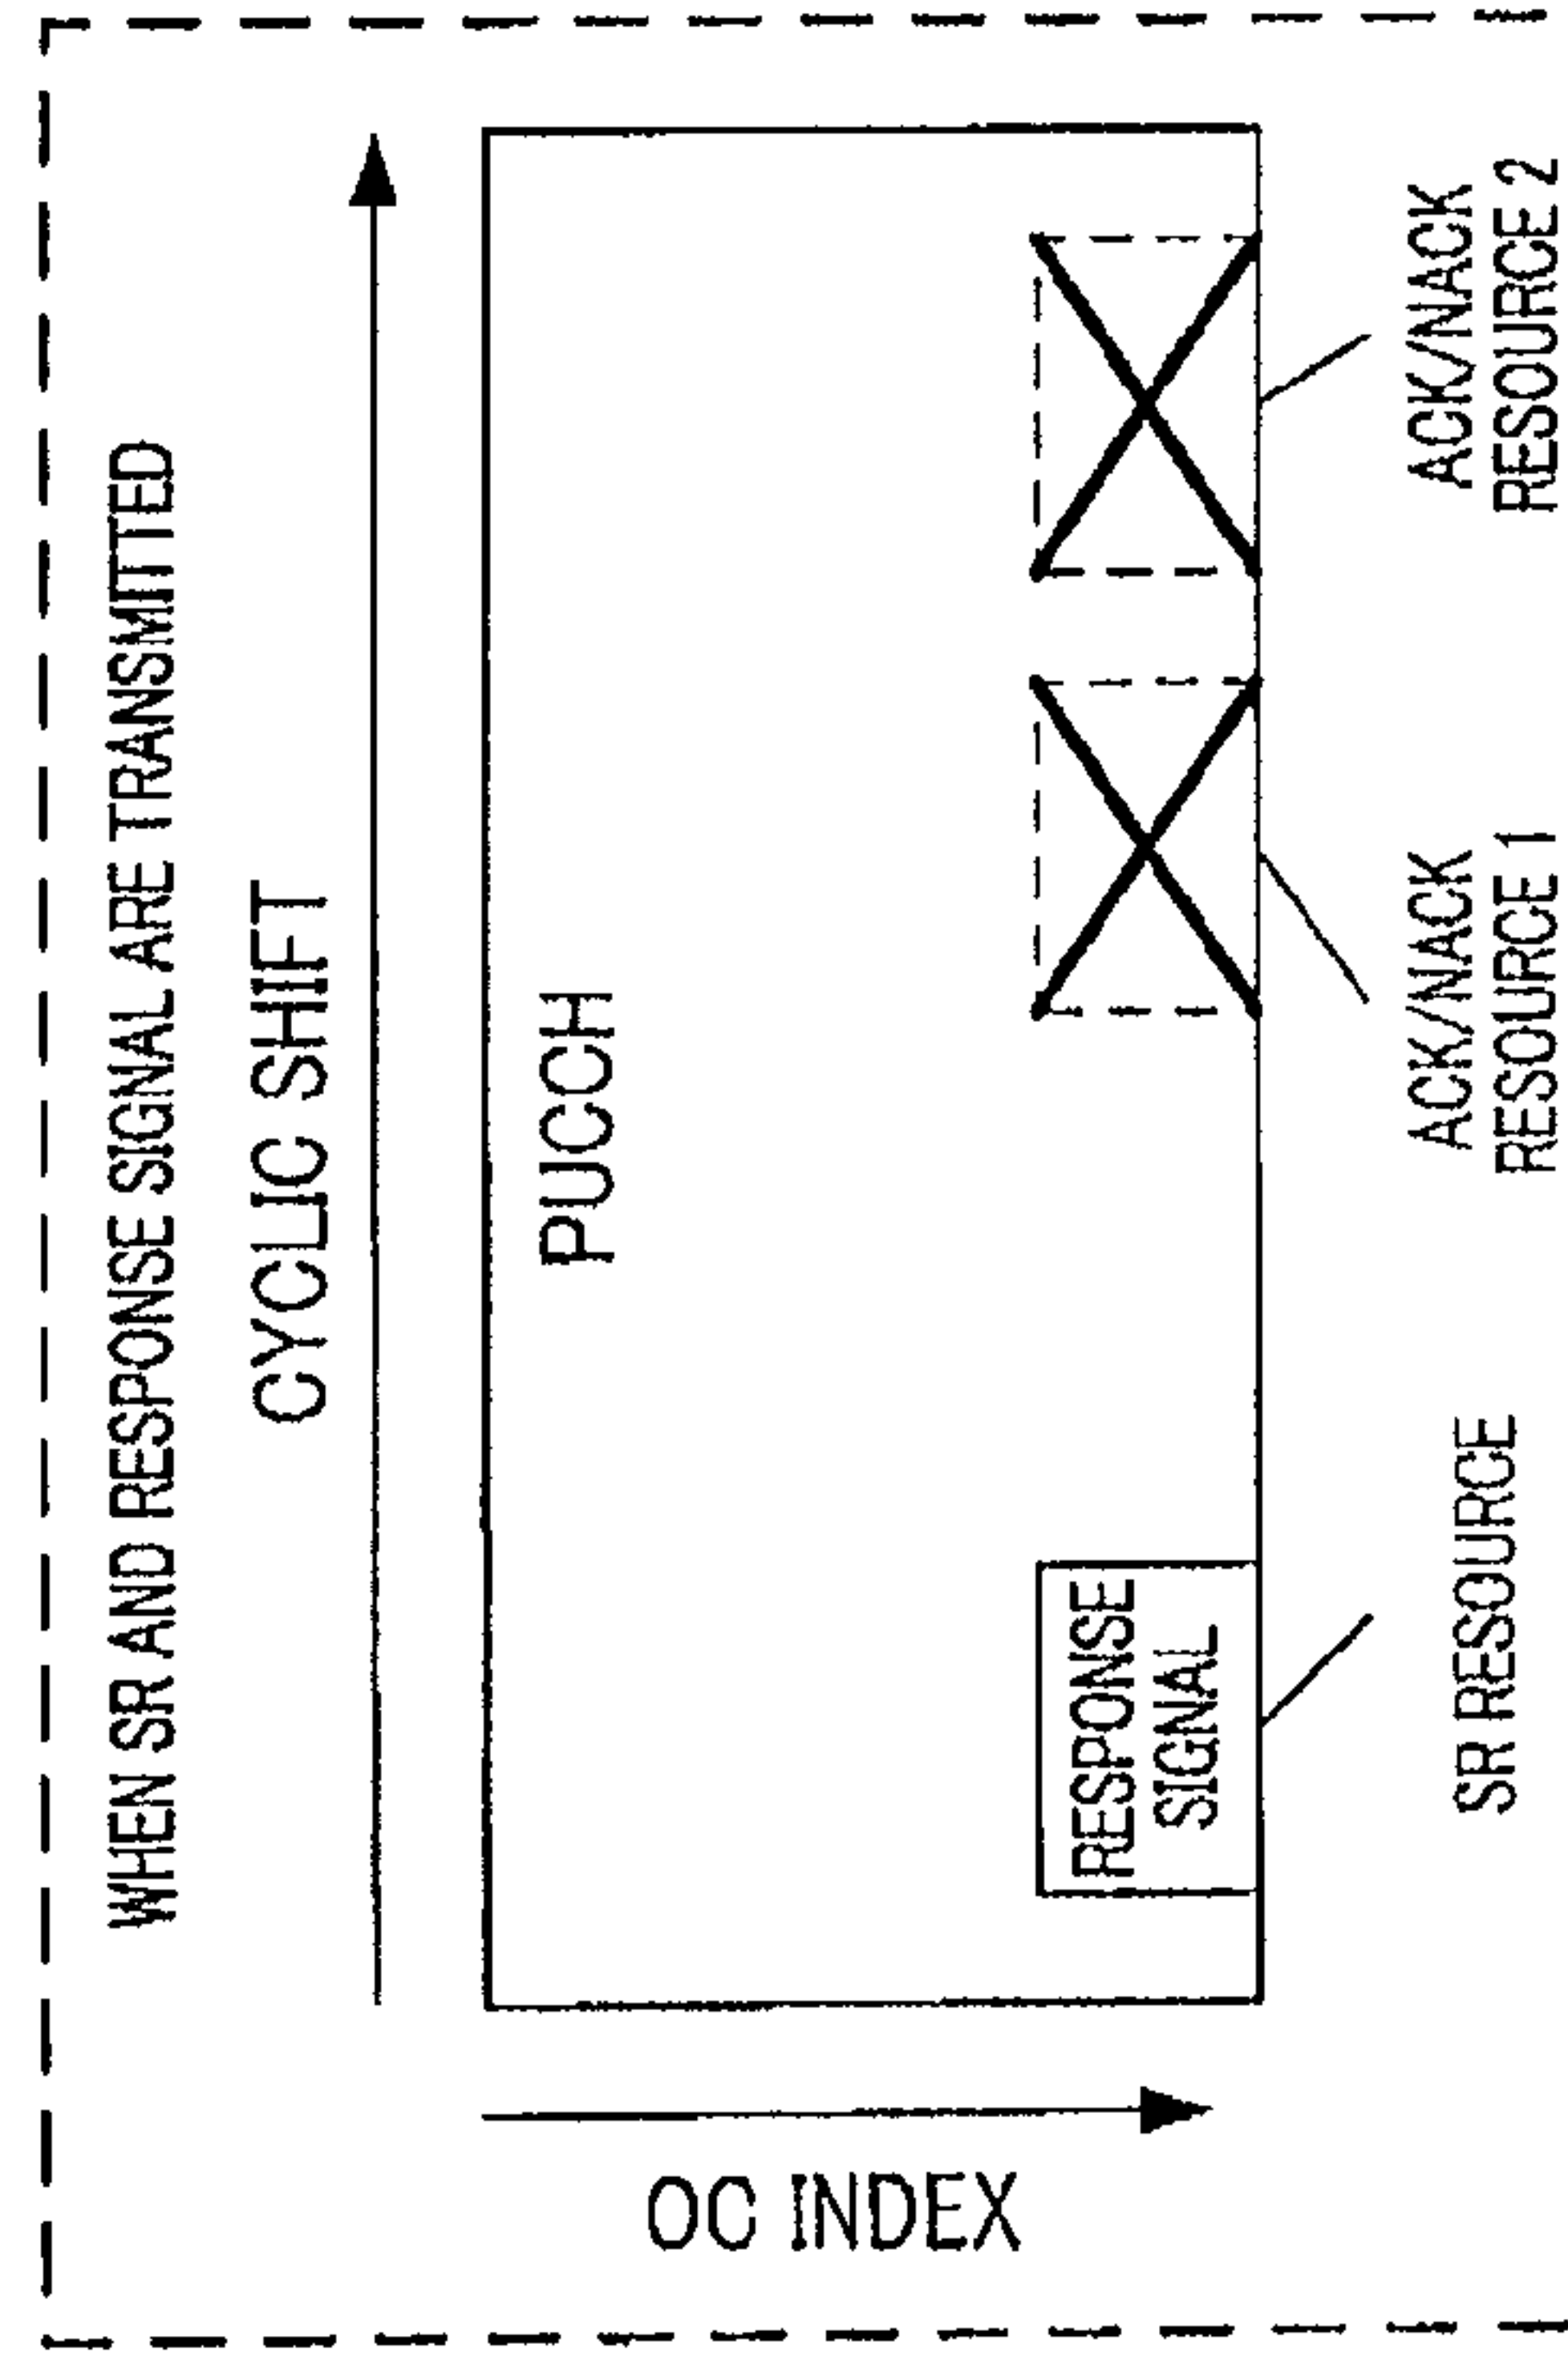 WHEN SR AND RESPONSE SIGNAL ARE TRANSMITTED
CYCLIC SHIFT
OC INDEX
PUCCH
RESPONSE
SIGNAL
SR RESOURCE
ACK/NACK
RESOURCE 1
ACK/NACK
RESOURCE 2